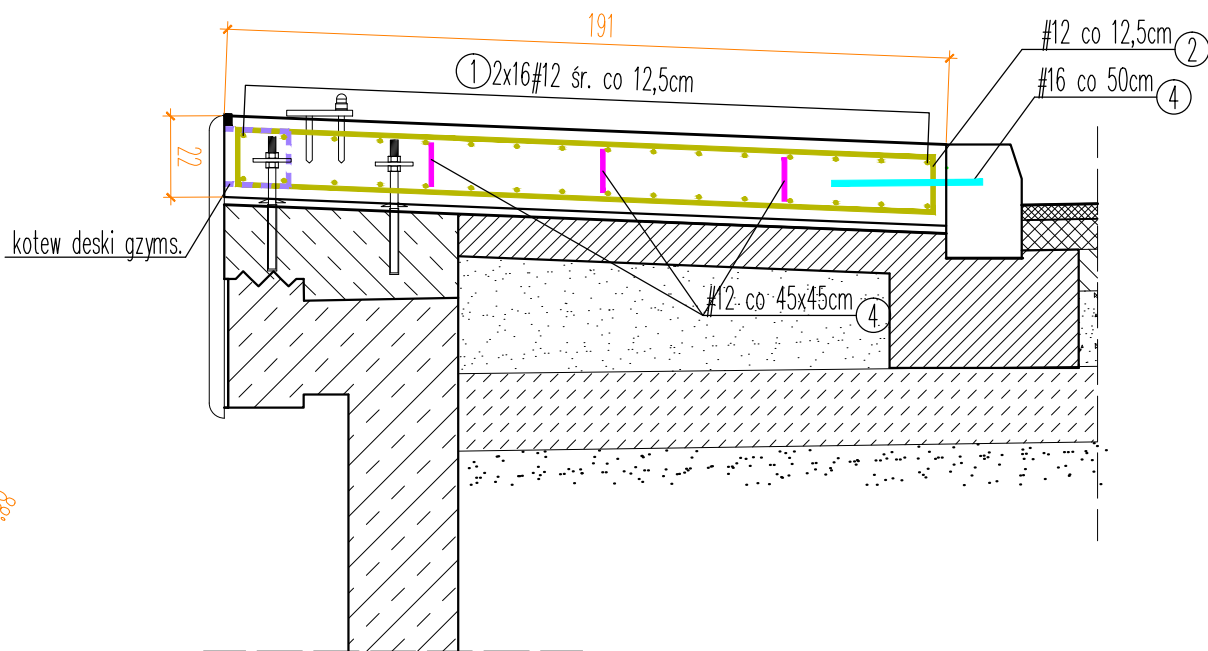 191
#12 co 12,5cm 2
1 2x16#12 śr. co 12,5cm
#16 co 50cm 4
22
kotew deski gzyms.
#12 co 45x45cm 4